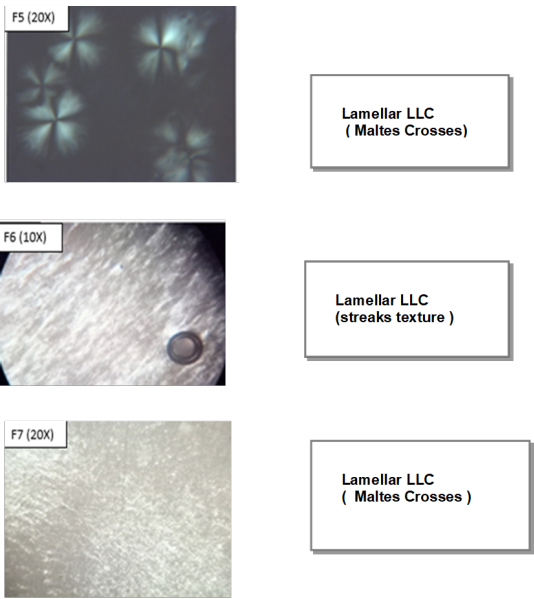 F5 (20X)
Lamellar LLC
( Maltes Crosses)
F6 (10X)
Lamellar LLC
(streaks texture )
F7 (20X)
Lamellar LLC
( Maltes Crosses )